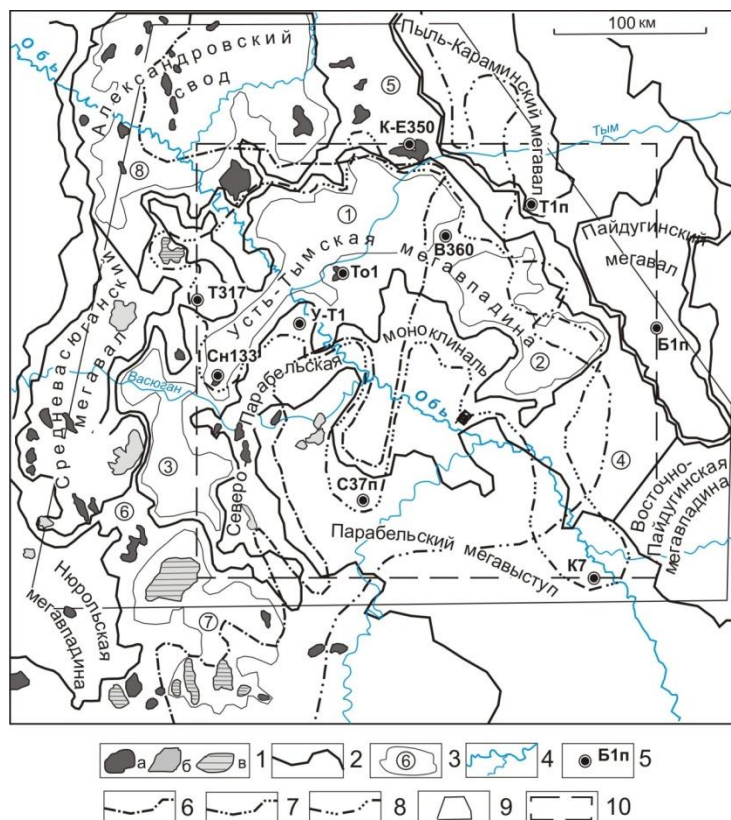 100 км
Обь
Александровский
свод
Пыль-Караминский мегавал
5
К-Е350
Тым
8
Т1п
1
В360
Пайдугинский
мегавал
То1
Т317
Усть-Тымская мегавпадина
У-Т1
Б1п
моноклиналь
2
Сн133
Васюган
Парабельская
Северо
Обь
Средневасюганский
мегавал
3
4
С37п
6
Восточно-
Пайдугинская
мегавпадина
Парабельский мегавыступ
К7
Нюрольская
мегавпадина
7
а б в 1 2 6 3 4 Б1п 5
6 7 8 9 10